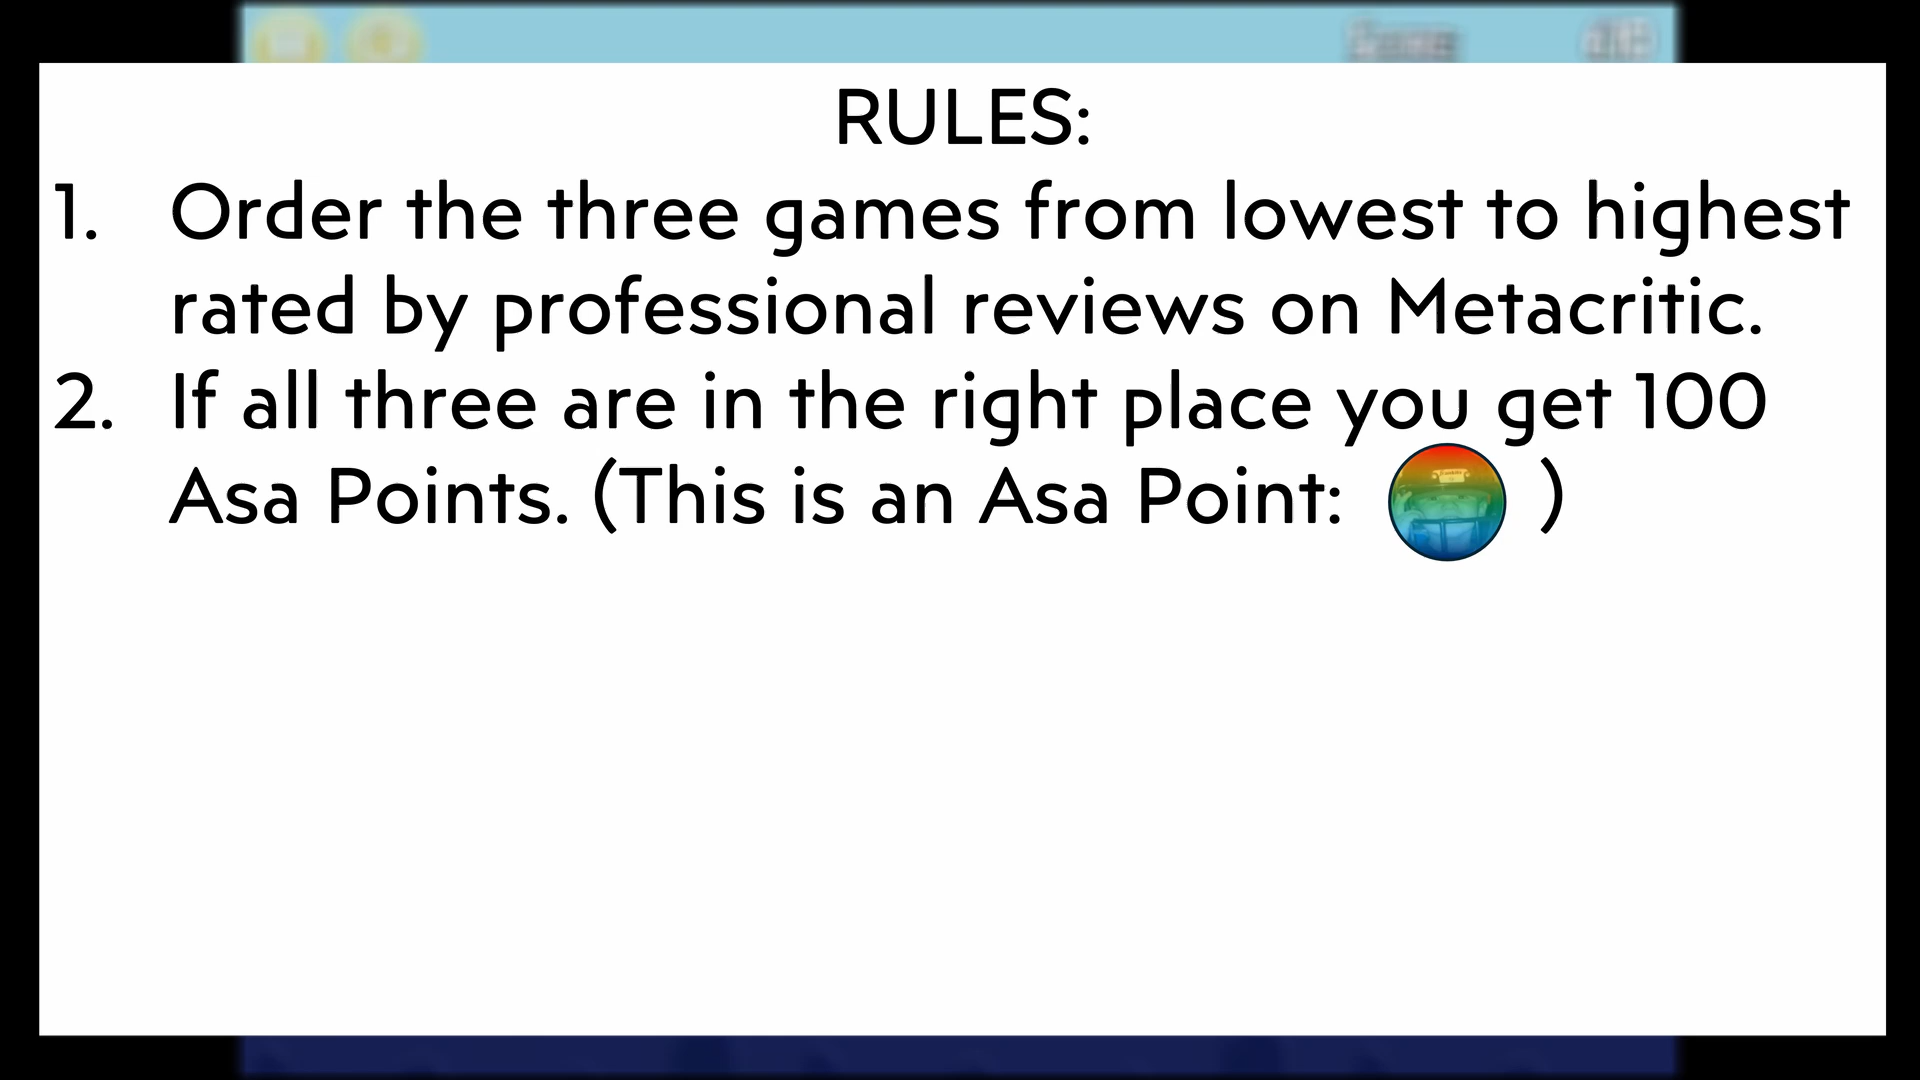 RULES:
1. Order the three games from lowest to highest
rated by professional reviews on Metacritic.
2. If all three are in the right place you get 100
Asa Points. (This is an Asa Point: )